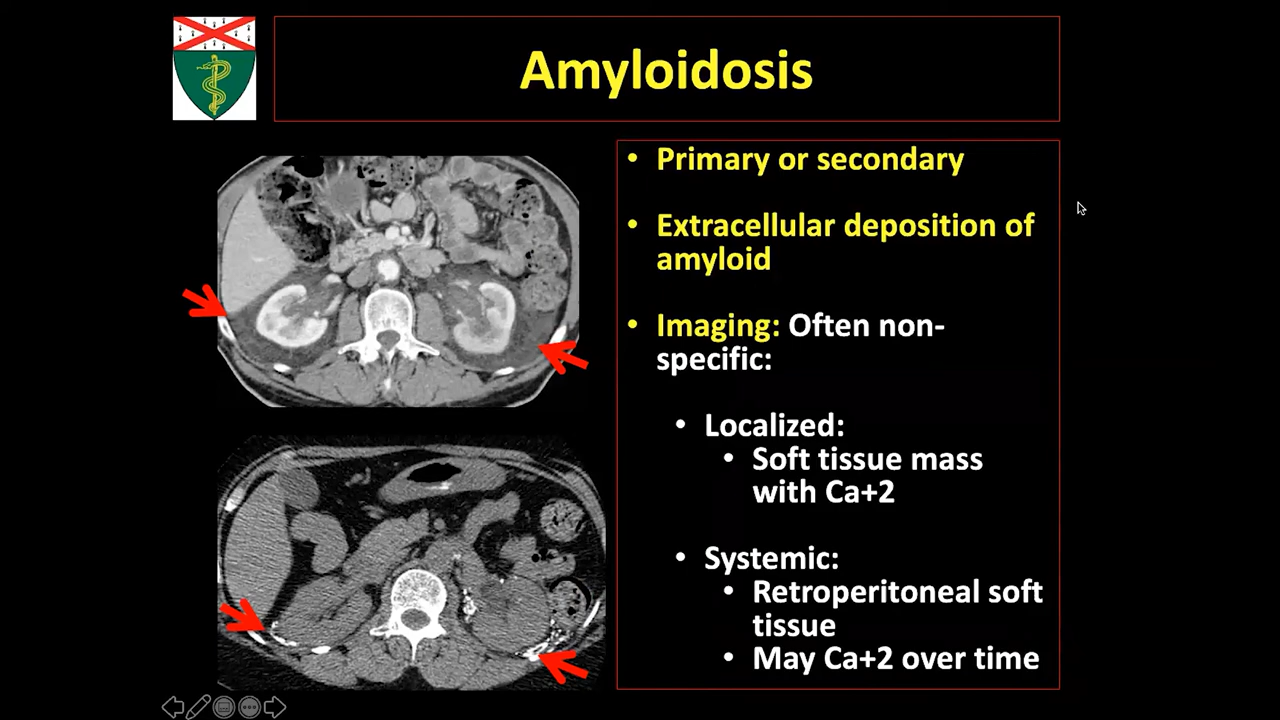 Amyloidosis
• Primary or secondary
• Extracellular deposition of
amyloid
• Imaging: Often non-
specific:
• Localized:
• Soft tissue mass
with Ca+2
• Systemic:
• Retroperitoneal soft
tissue
• May Ca+2 over time